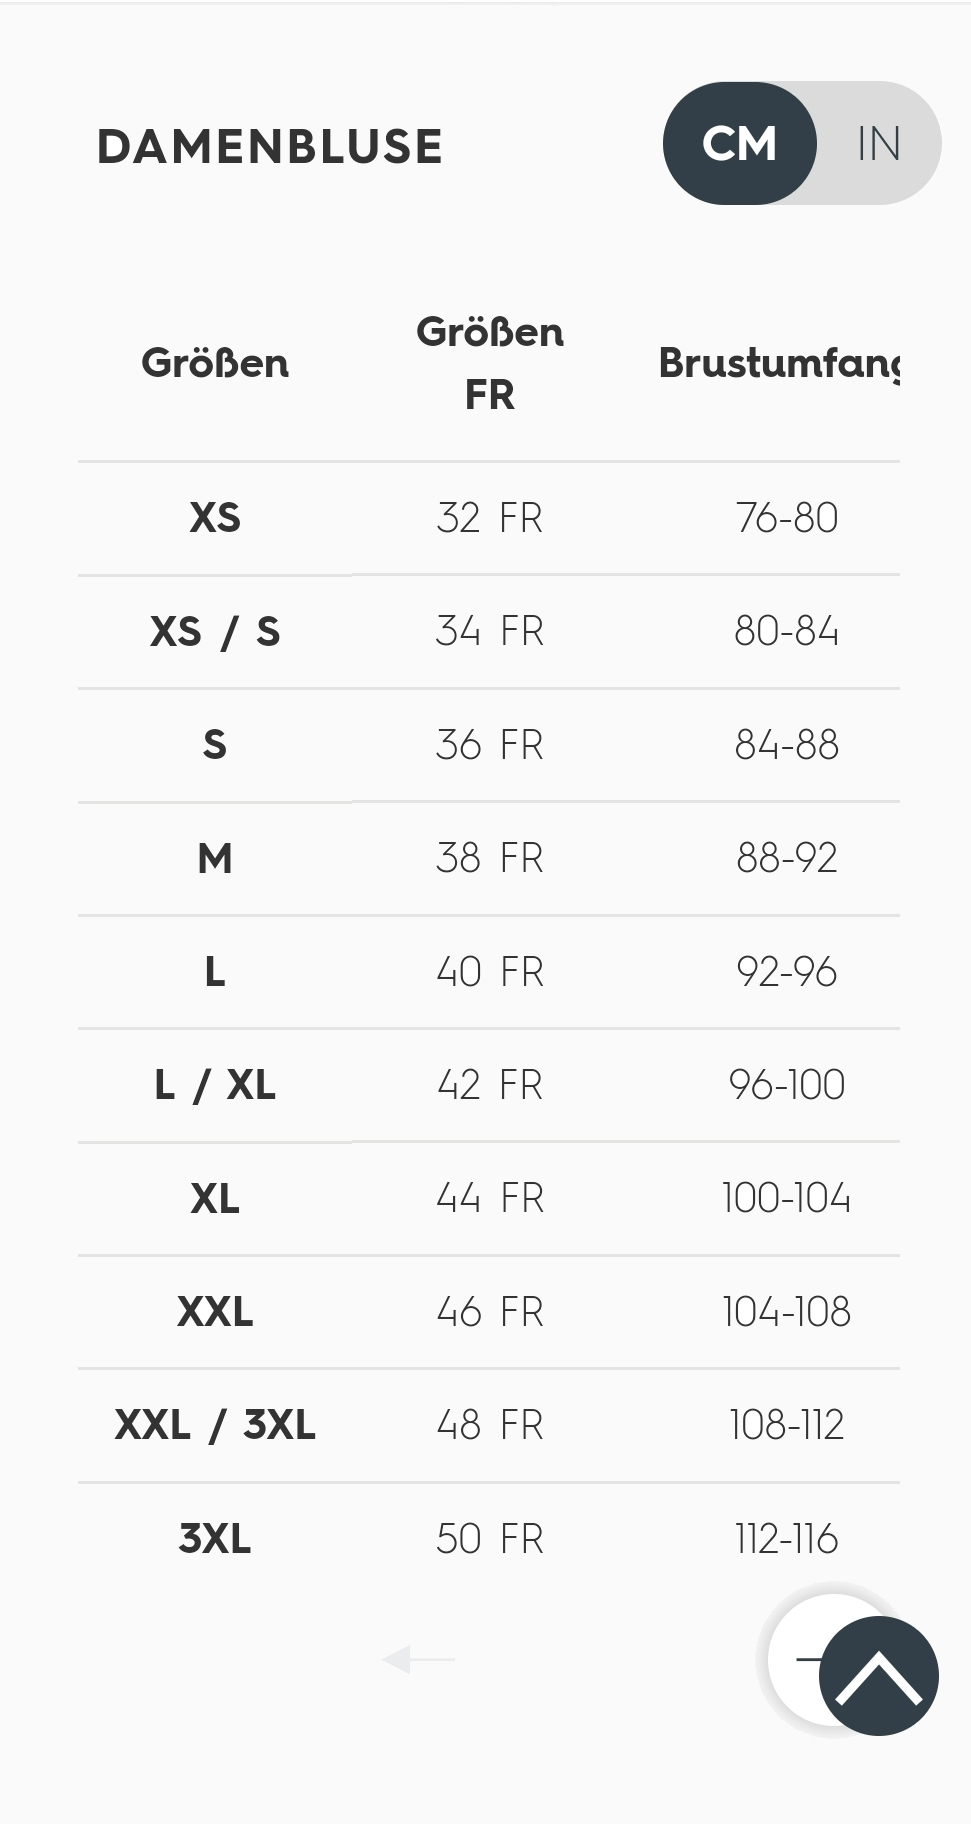 DAMENBLUSE
CM IN
Größen Größen FR Brustumfang
XS 32 FR 76-80
XS / S 34 FR 80-84
S 36 FR 84-88
M 38 FR 88-92
L 40 FR 92-96
L / XL 42 FR 96-100
XL 44 FR 100-104
XXL 46 FR 104-108
XXL / 3XL 48 FR 108-112
3XL 50 FR 112-116